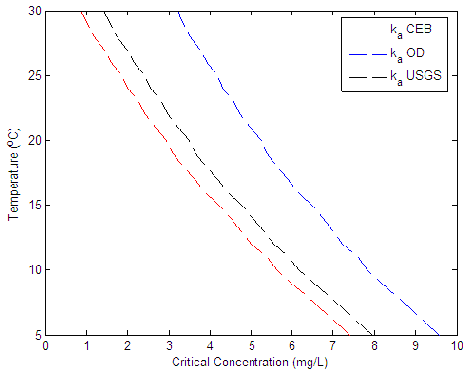 30
25
20
15
10
5
Temperature (ºC)
0 1 2 3 4 5 6 7 8 9 10
Critical Concentration (mg/L)
ka CEB
ka OD
ka USGS